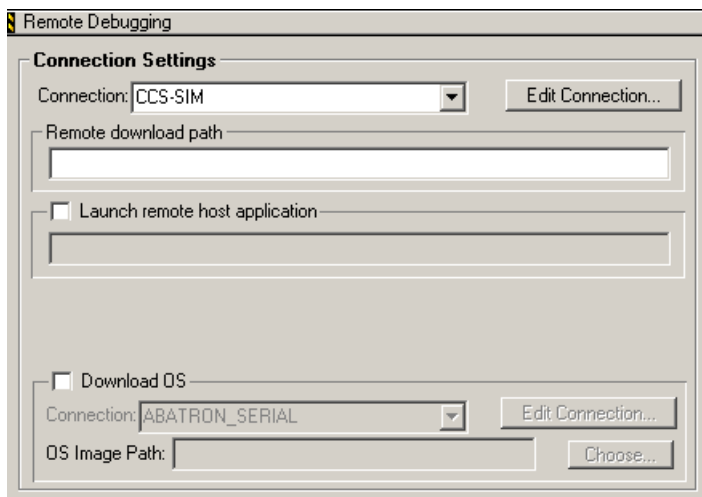 Remote Debugging
Connection Settings
Connection: CCS-SIM Edit Connection...
Remote download path
Launch remote host application
Download OS
Connection: ABATRON_SERIAL Edit Connection...
OS Image Path: Choose...